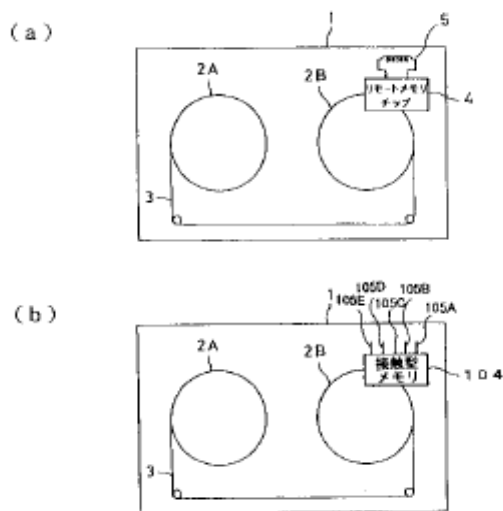 (a)
1
5
2A
2B
リモートメモリ
チップ
4
3
(b)
1
105E
105D
105C
105B
105A
2A
2B
接触型
メモリ
104
3